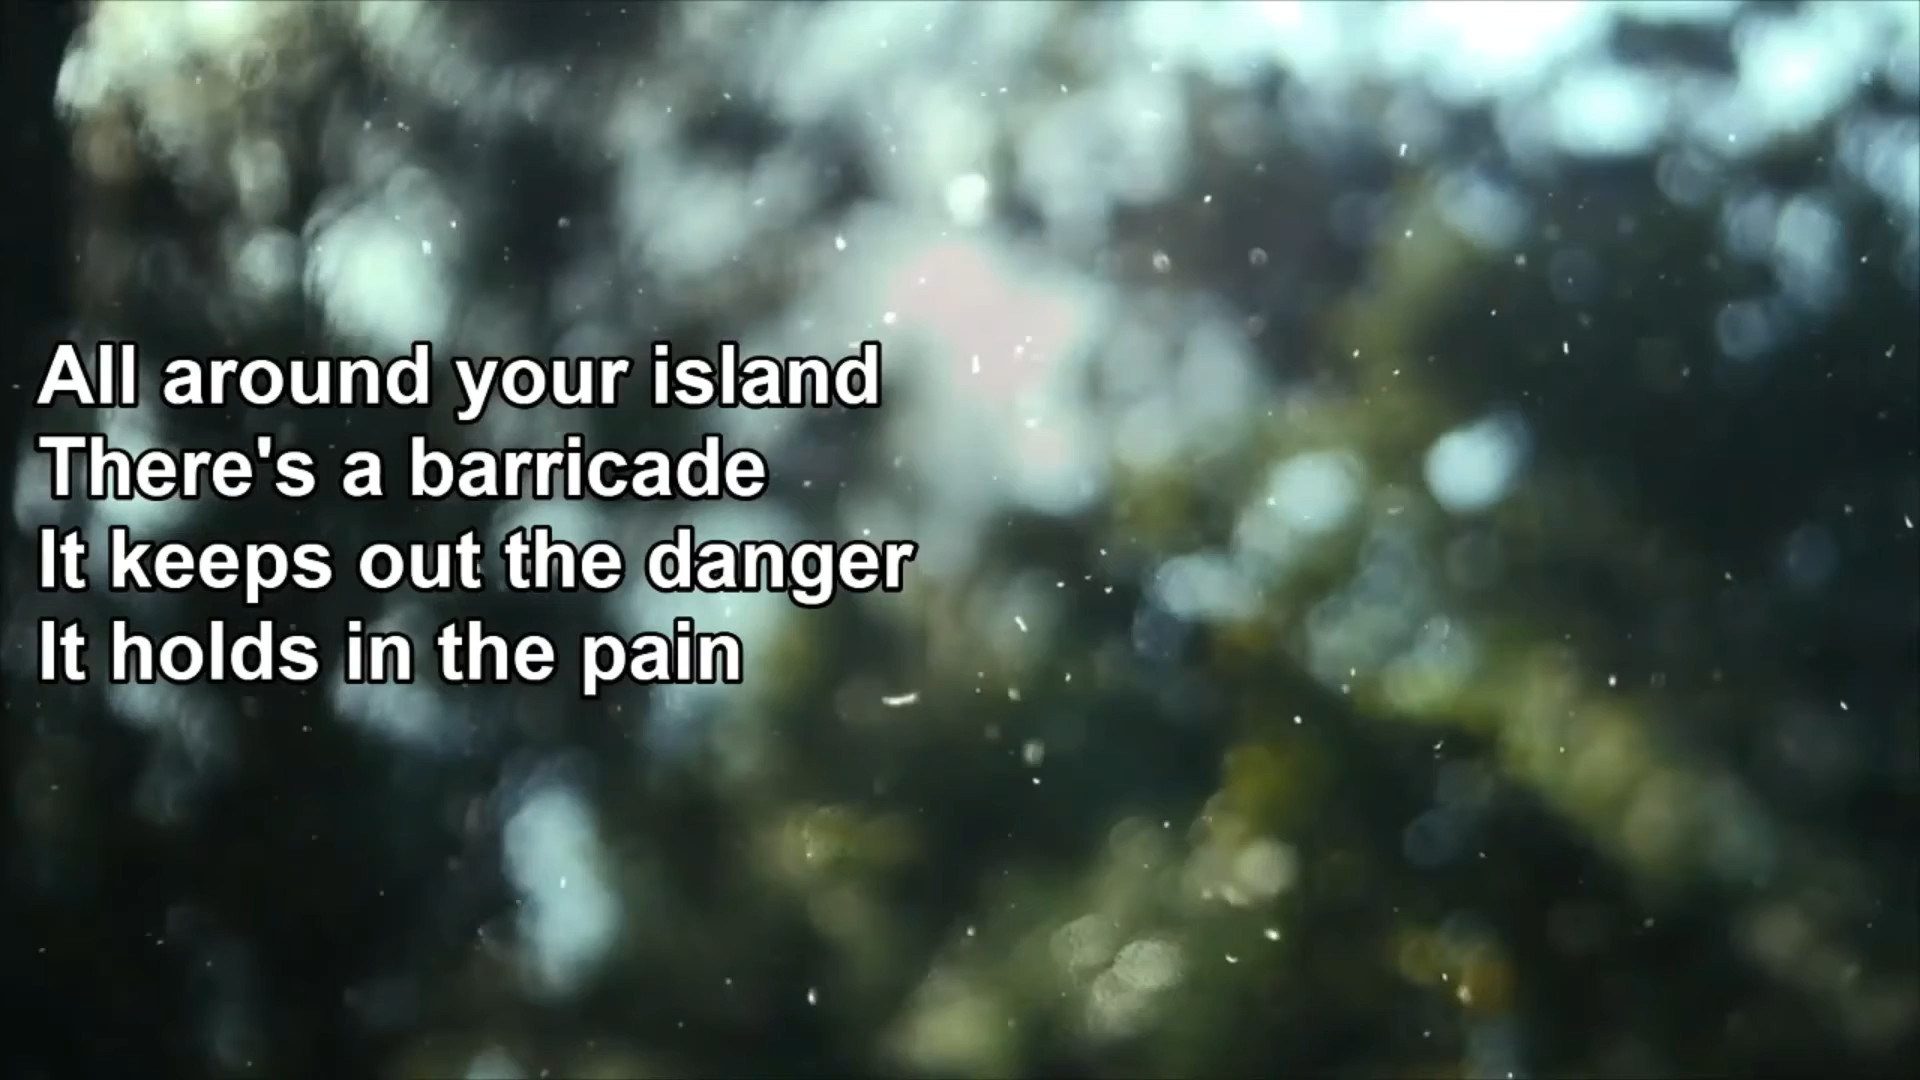 All around your island
There's a barricade
It keeps out the danger
It holds in the pain